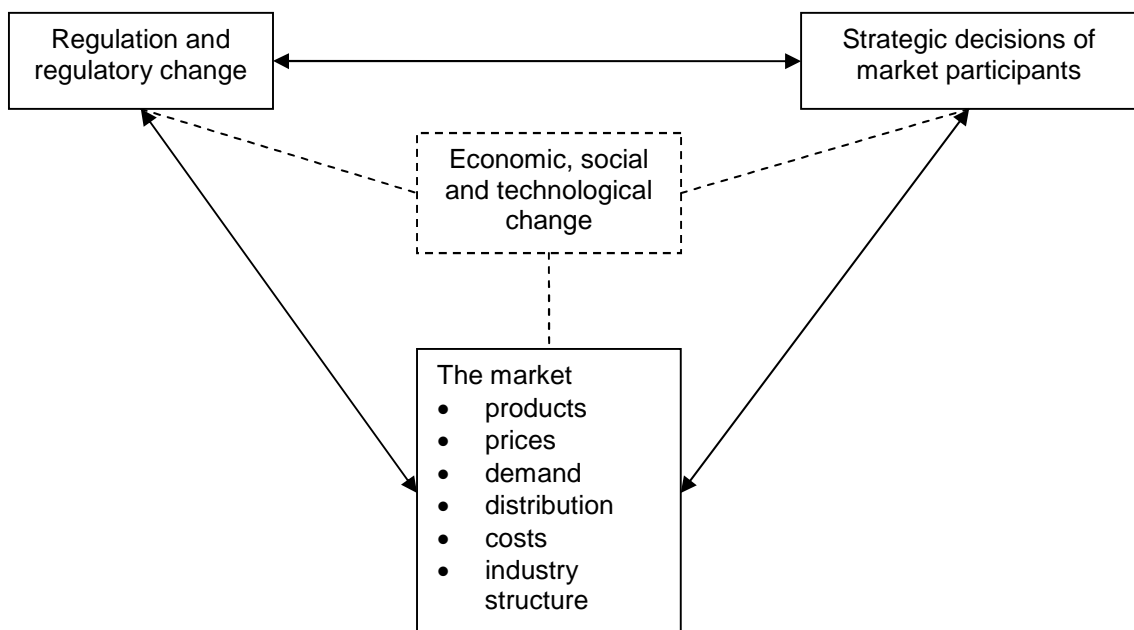 Regulation and
regulatory change
Strategic decisions of
market participants
Economic, social
and technological
change
The market
• products
• prices
• demand
• distribution
• costs
• industry
structure